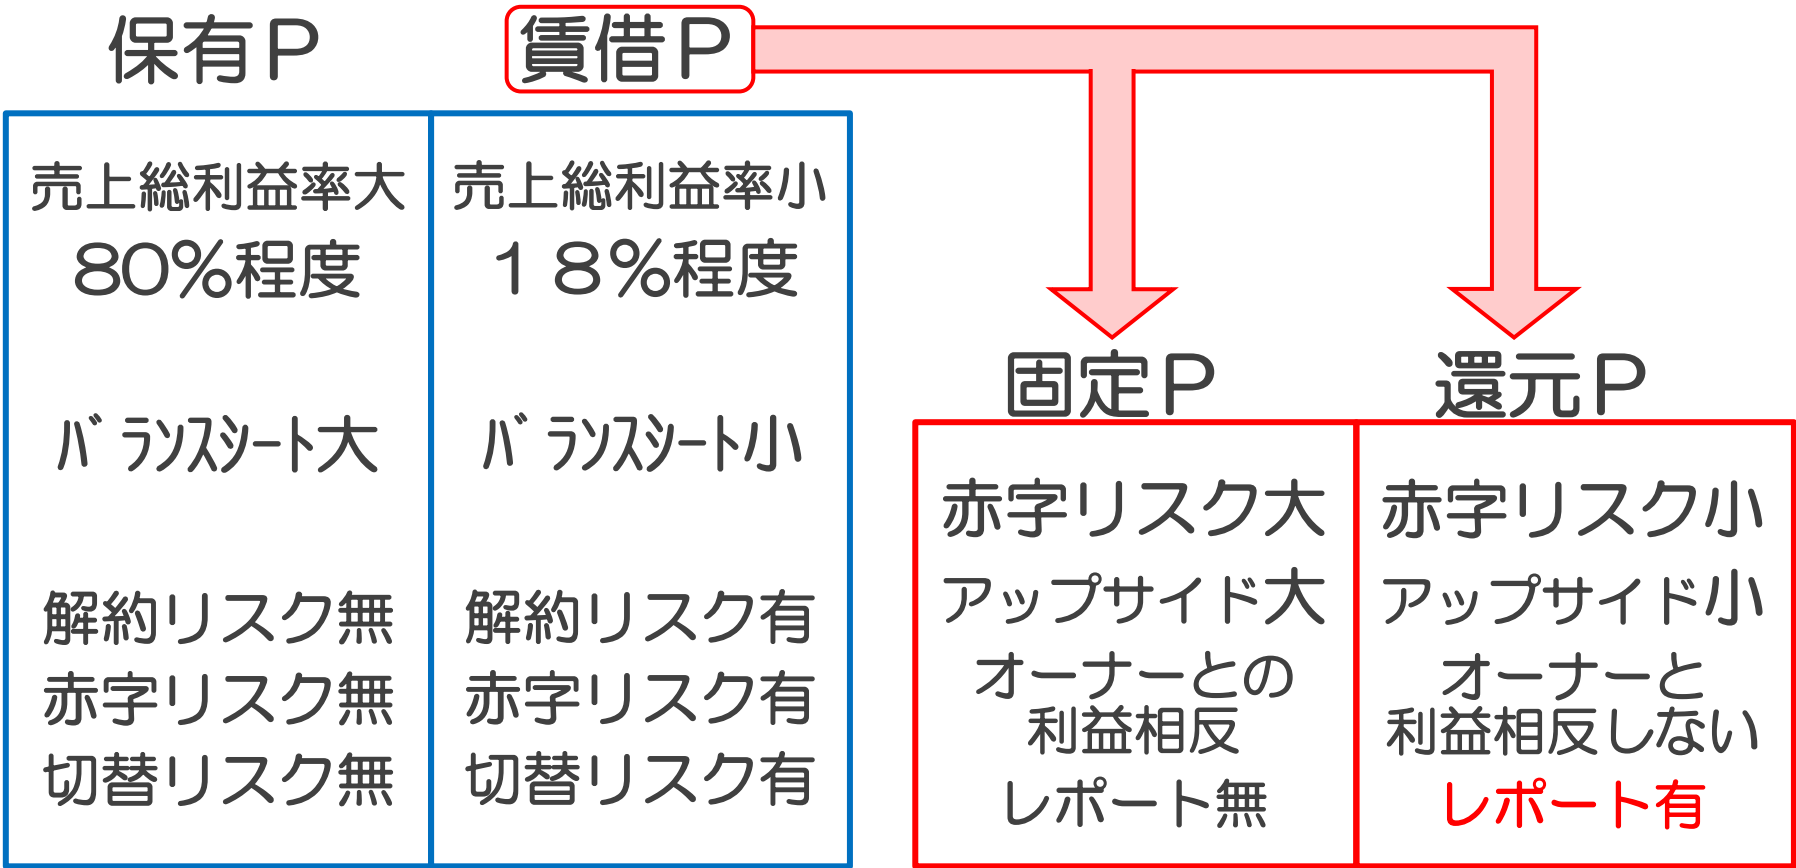 保有Ｐ
賃借Ｐ
売上総利益率大
80％程度
ﾊﾞﾗﾝｽｼｰﾄ大
解約リスク無
赤字リスク無
切替リスク無
売上総利益率小
１８％程度
ﾊﾞﾗﾝｽｼｰﾄ小
解約リスク有
赤字リスク有
切替リスク有
固定Ｐ
還元Ｐ
赤字リスク大
アップサイド大
オーナーとの
利益相反
レポート無
赤字リスク小
アップサイド小
オーナーと
利益相反しない
レポート有